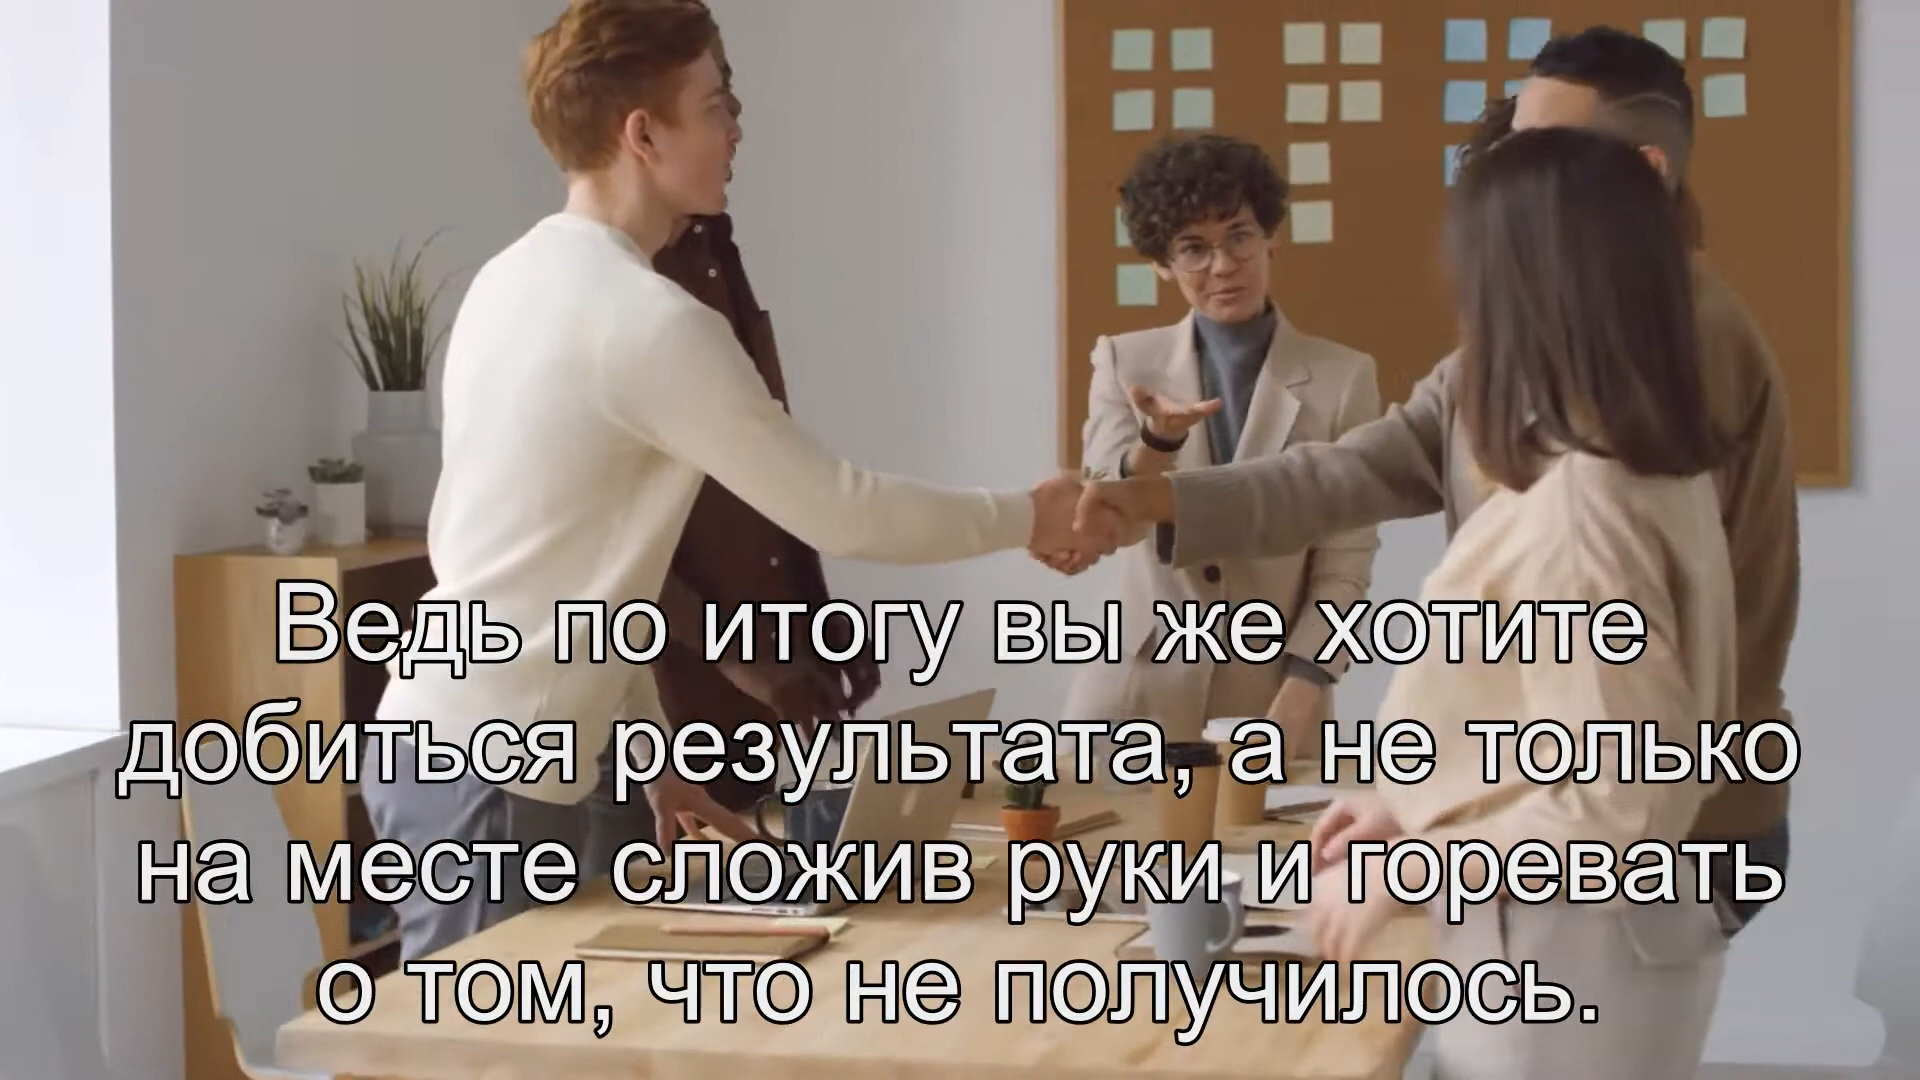 Ведь по итогу вы же хотите
добиться результата, а не только
на месте сложив руки и горевать
о том, что не получилось.